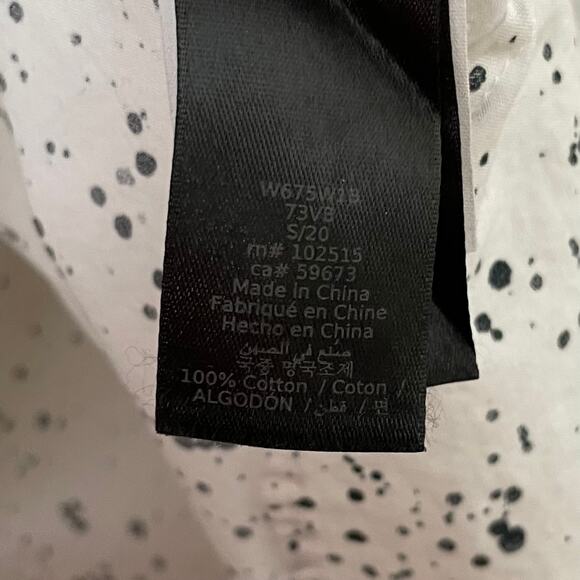 W675W1B
73VB
S/20
rn# 102515
ca# 59673
Made in China
Fabriqué en Chine
Hecho en China
صنع في الصين
100% Cotton / Coton /
ALGODÓN / قطن / 면